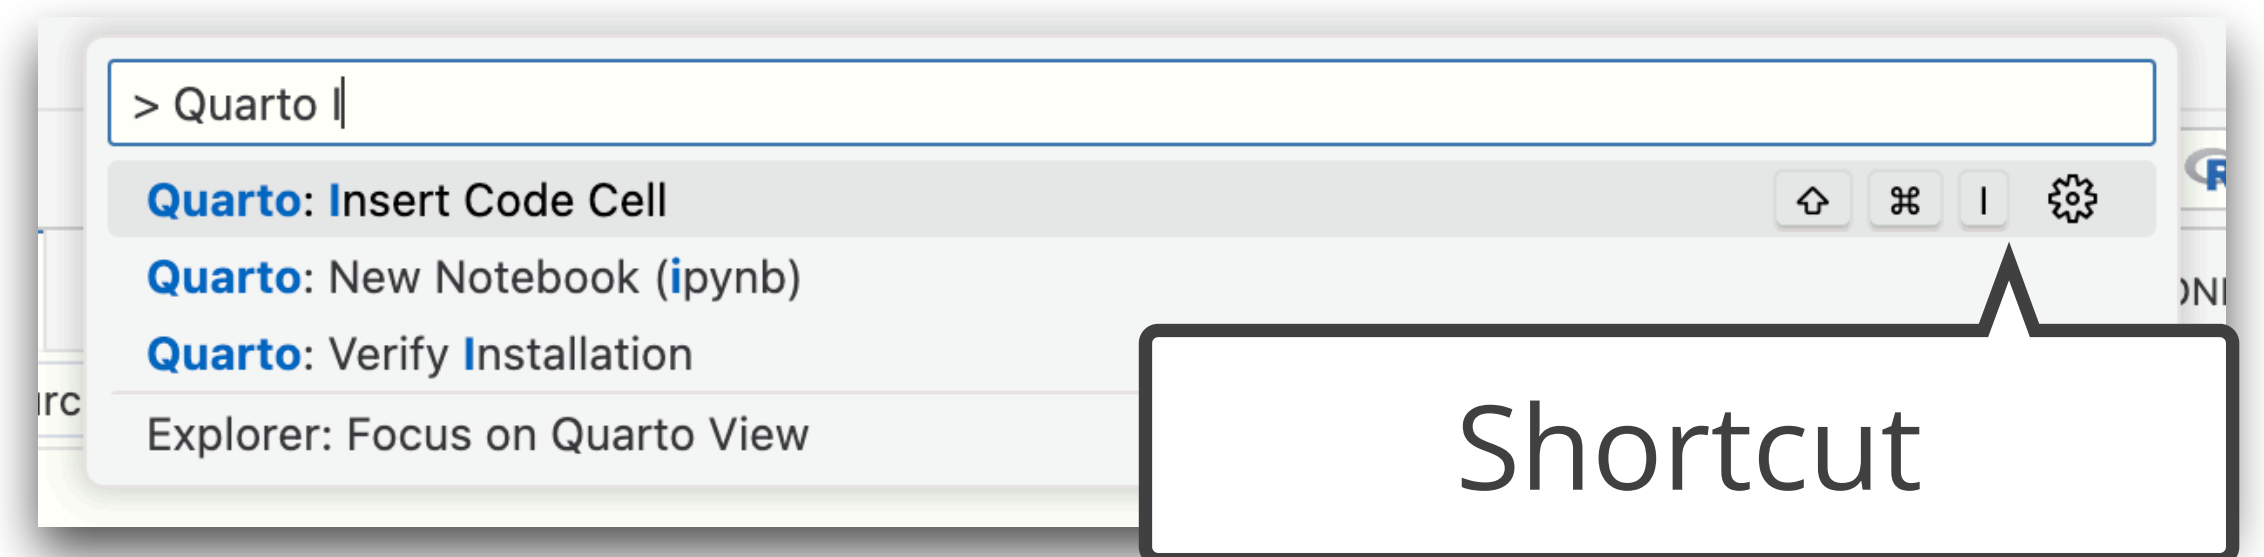 > Quarto I
Quarto: Insert Code Cell ⇧ ⌘ I
R
Quarto: New Notebook (ipynb)
Quarto: Verify Installation
Explorer: Focus on Quarto View
Shortcut